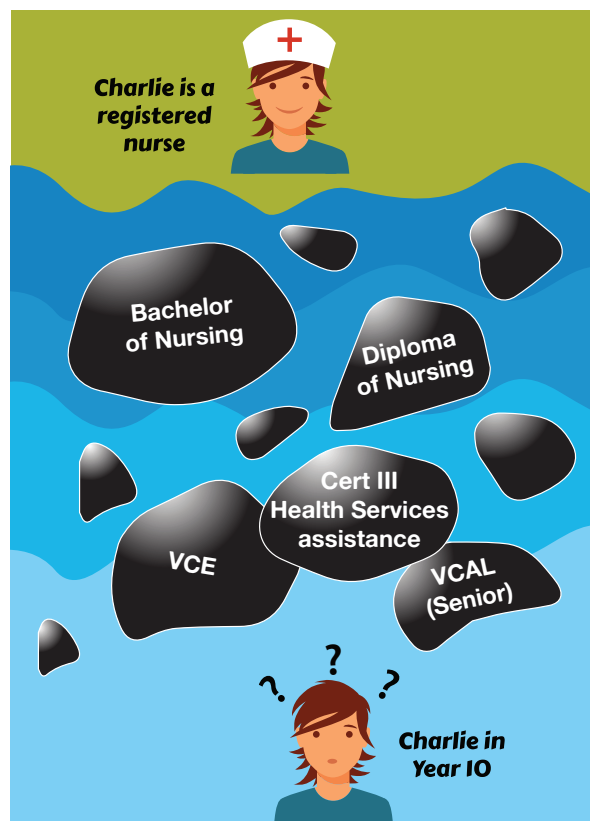 Charlie is a
registered
nurse
Bachelor
of Nursing
Diploma
of Nursing
Cert III
Health Services
assistance
VCE
VCAL
(Senior)
? ? ?
Charlie in
Year 10